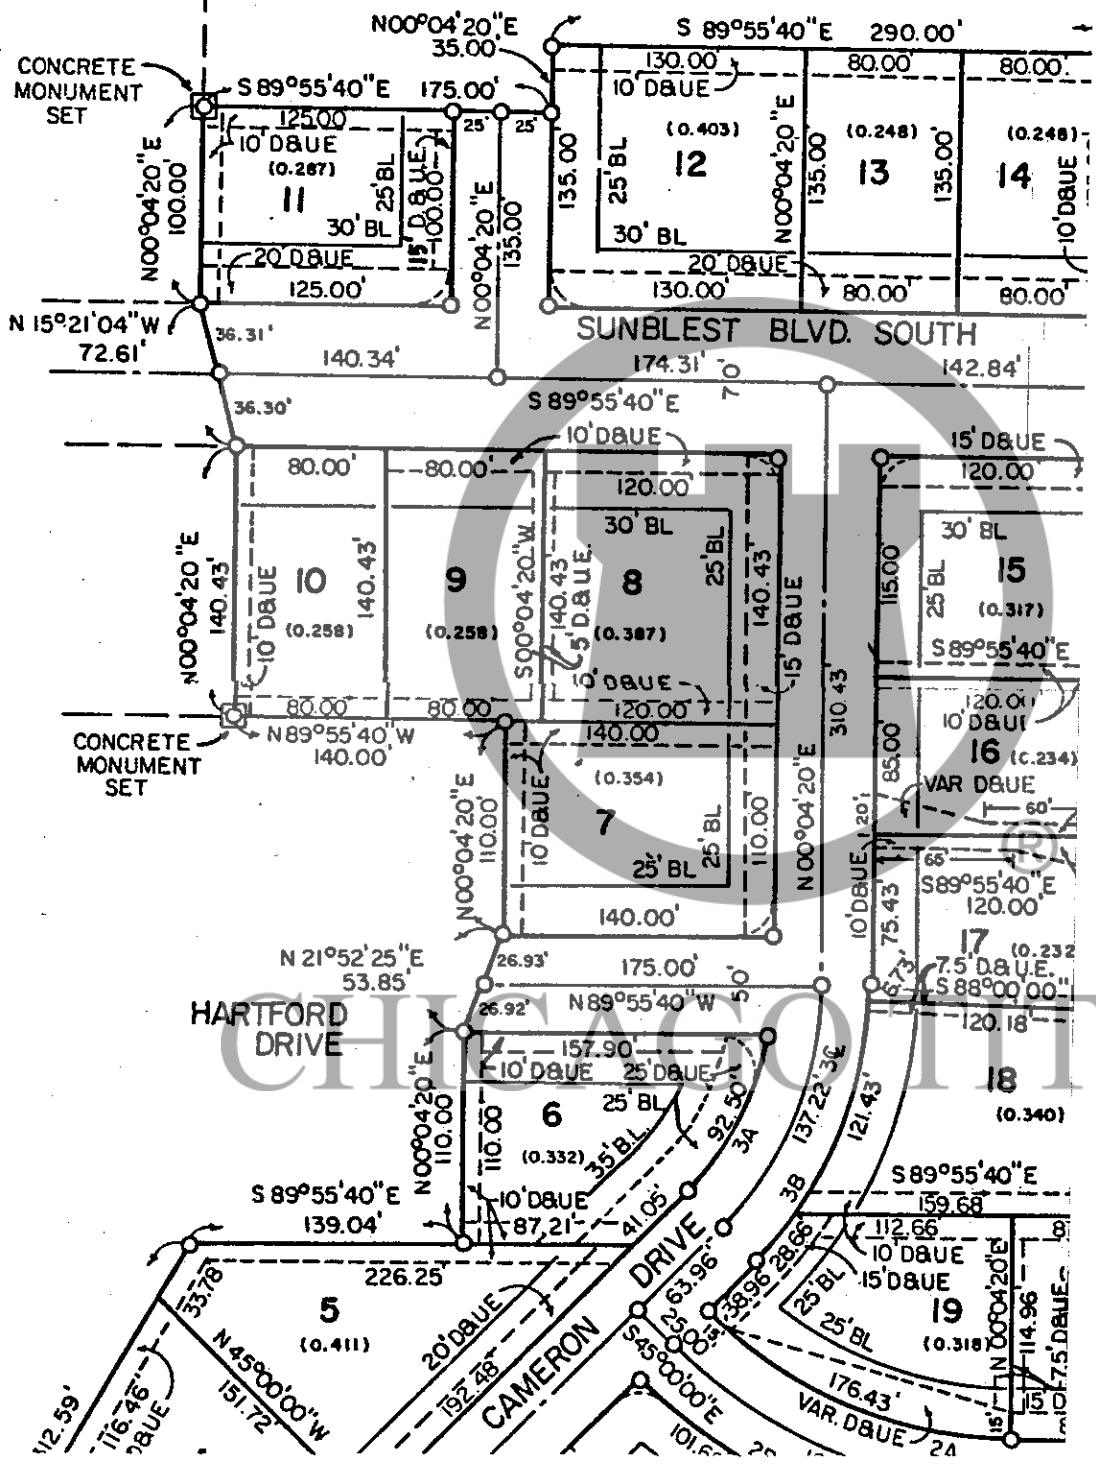 N00°04'20"E
35.00'
S 89°55'40"E 290.00'
CONCRETE
MONUMENT
SET
S 89°55'40"E 175.00'
125.00
10' D&UE
(0.287)
11
25' BL
30' BL
15' D&UE
100.00
20' D&UE
125.00'
N00°04'20"E
100.00'
25'
25'
N00°04'20"E
135.00'
135.00
130.00'
10' D&UE
(0.403)
12
25' BL
30' BL
20' D&UE
130.00'
N00°04'20"E
135.00'
80.00'
(0.248)
13
80.00'
135.00'
80.00'
(0.248)
14
10' D&UE
80.00'
N 15°21'04"W
72.61'
36.31'
36.30'
SUNBLEST BLVD. SOUTH
140.34'
174.31'
70'
142.84'
S 89°55'40"E
10' D&UE
15' D&UE
80.00'
80.00'
120.00'
120.00'
N00°04'20"E
140.43'
10' D&UE
10
(0.258)
140.43'
9
(0.258)
S00°04'20"W
140.43'
5' D.&U.E.
30' BL
25' BL
8
(0.387)
140.43'
15' D&UE
10' D&UE
80.00'
80.00'
120.00'
310.43'
N00°04'20"E
115.00'
25' BL
30' BL
15
(0.317)
S 89°55'40"E
120.00'
10' D&UE
16
85.00'
VAR D&UE
20'
60'
CONCRETE
MONUMENT
SET
N 89°55'40"W
140.00'
140.00'
N00°04'20"E
110.00'
10' D&UE
(0.354)
7
25' BL
25' BL
110.00'
140.00'
10' D&UE
75.43'
66'
S89°55'40"E
120.00'
17
(0.232
7.5' D.&U.E.
S 88°00'00"
120.18'
6.73'
N 21°52'25"E
53.85'
26.93'
26.92'
175.00'
N 89°55'40"W
50'
HARTFORD
DRIVE
CHICAGO TIT
®
157.90'
10' D&UE
25' D&UE
25' BL
6
(0.332)
35' B.L.
N00°04'20"E
110.00'
110.00
10' D&UE
87.21'
92.50'
3A
41.05'
137.22'
3℄
121.43'
3B
18
(0.340)
S 89°55'40"E
159.68
S 89°55'40"E
139.04'
226.25'
33.78
5
(0.411)
N 45°00'00"W
151.72'
116.46'
D&UE
12.59'
20' D&UE
192.48'
CAMERON DRIVE
63.96'
25.00'
S 45°00'00"E
101.6
38.96
28.66
15'
112.66
10' D&UE
15' D&UE
25' BL
25' BL
19
(0.318)
N 00°04'20"E
114.96
7.5' D&UE
15'
15'
176.43'
VAR. D&UE
2A